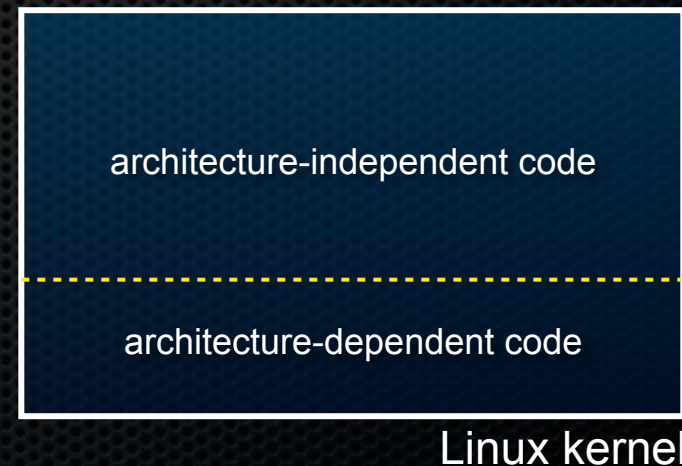 architecture-independent code
architecture-dependent code
Linux kernel